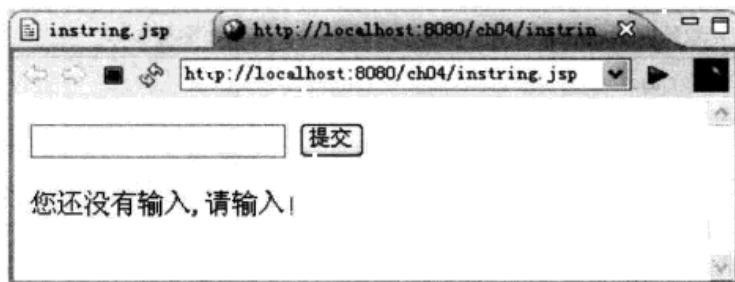 instring.jsp
http://localhost:8080/ch04/instrin
http://localhost:8080/ch04/instring.jsp
提交
您还没有输入,请输入!